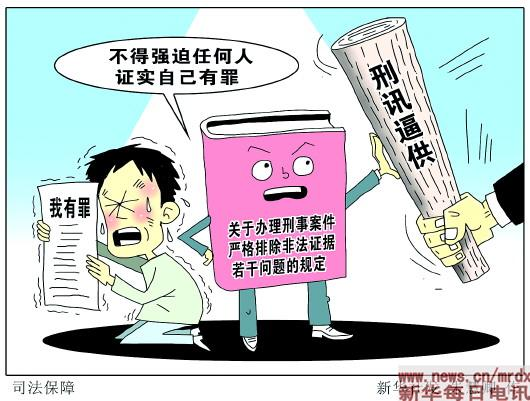 不得强迫任何人
证实自己有罪
刑讯逼供
我有罪
关于办理刑事案件
严格排除非法证据
若干问题的规定
司法保障
新华社发
www.news.cn/mrdx
新华每日电讯